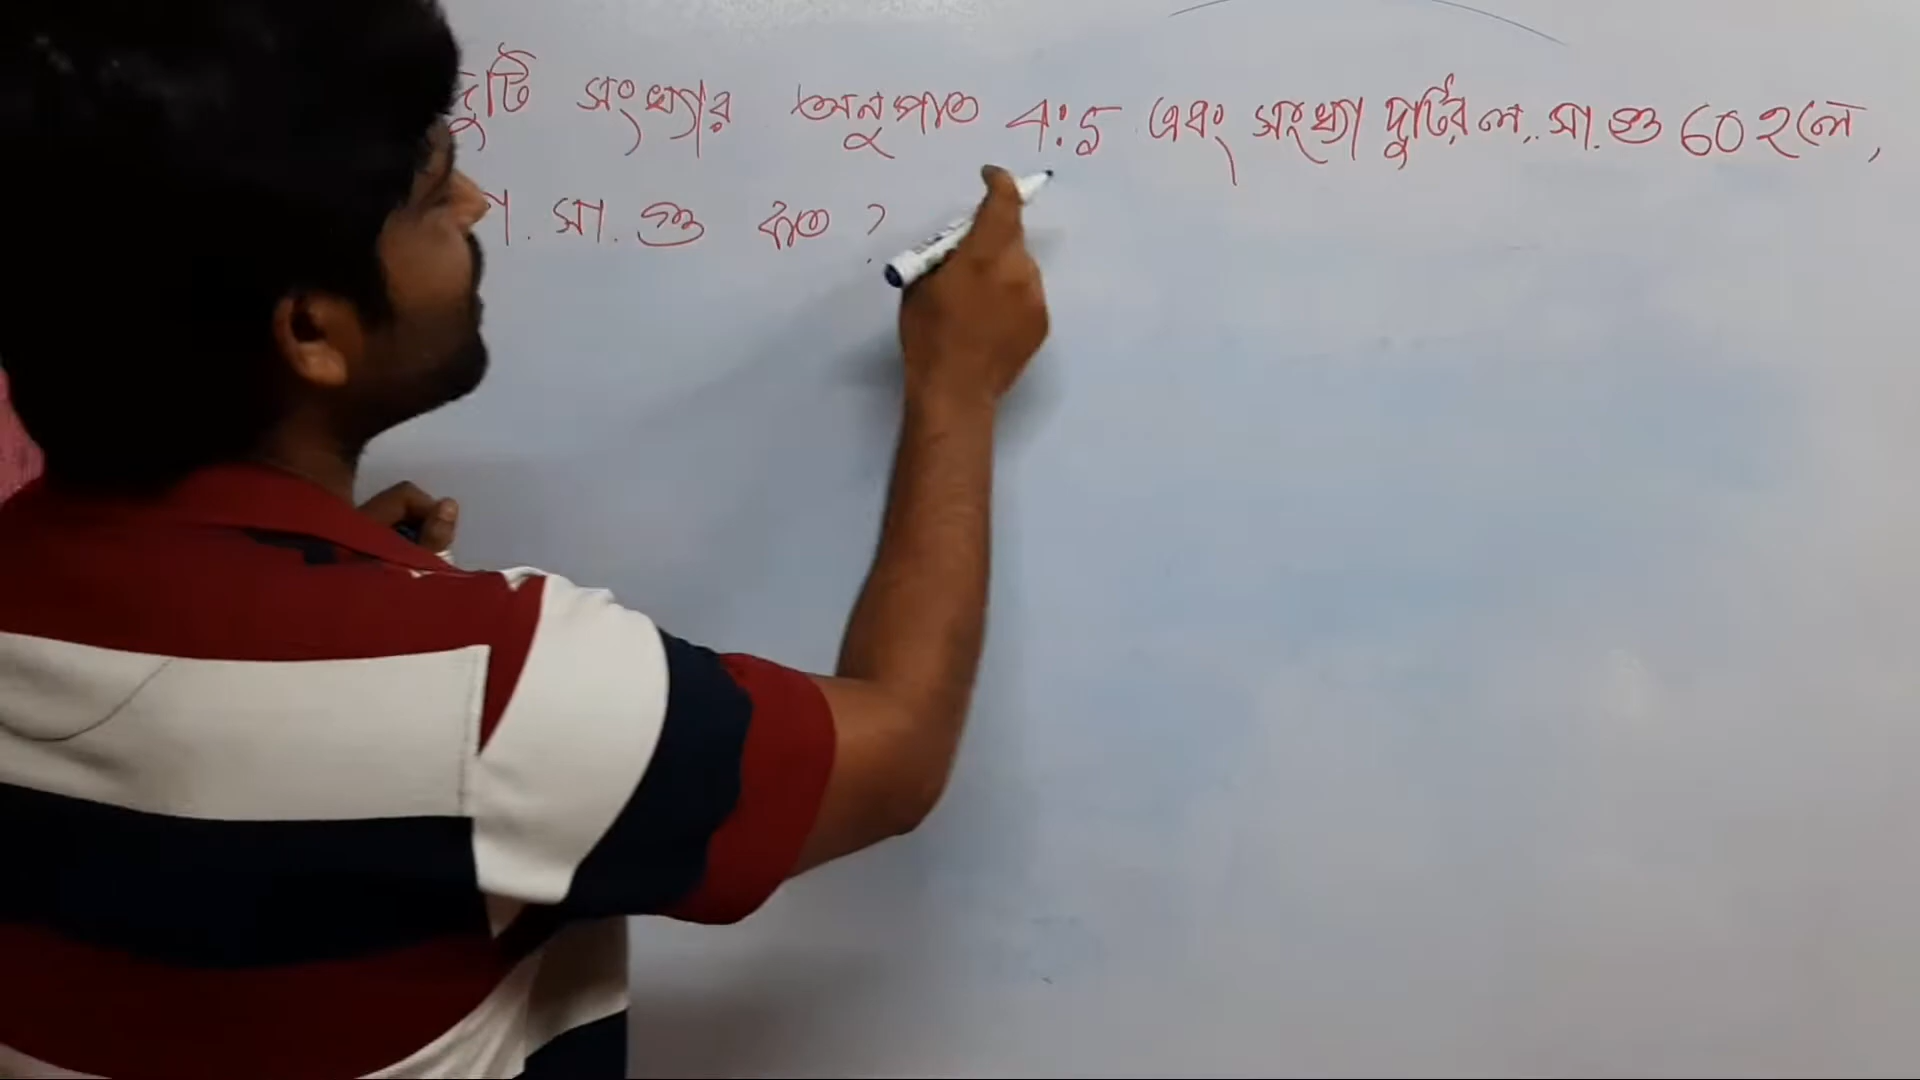 দুটি সংখ্যার অনুপাত 4:5 এবং সংখ্যা দুটির ল. সা. গু 60 হলে,
সা. গু কত ?